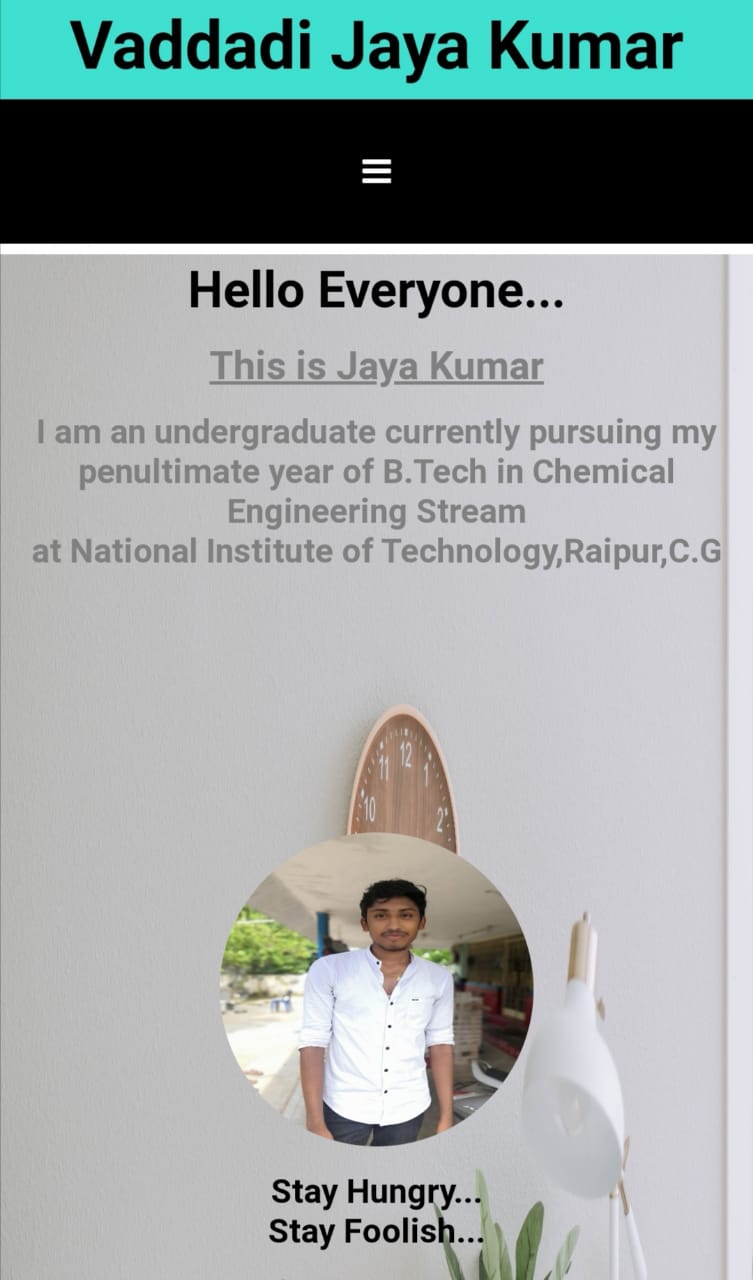 Vaddadi Jaya Kumar
Hello Everyone...
This is Jaya Kumar
I am an undergraduate currently pursuing my
penultimate year of B.Tech in Chemical
Engineering Stream
at National Institute of Technology,Raipur,C.G
10 11 12 1 2
Stay Hungry...
Stay Foolish...